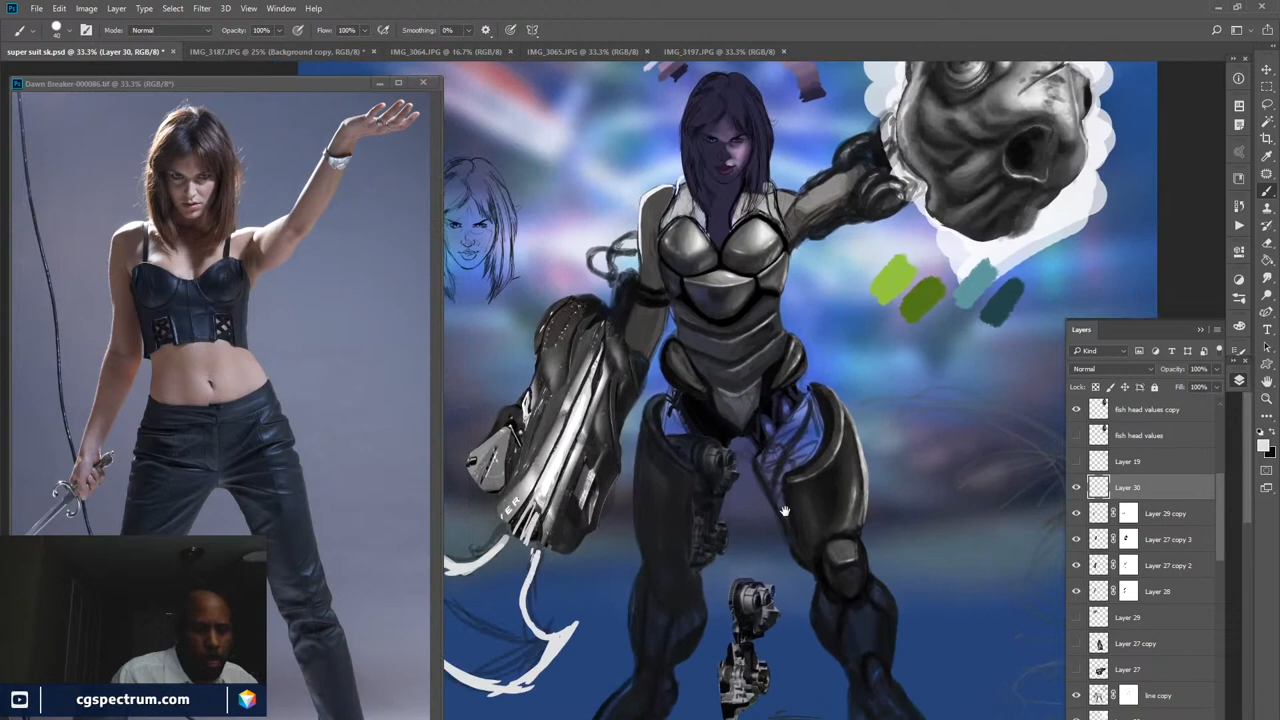 File Edit Image Layer Type Select Filter 3D View Window Help
40 Mode: Normal Opacity: 100% Flow: 100% Smoothing: 0%
super suit sk.psd @ 33.3% (Layer 30, RGB/8) * × IMG_3187.JPG @ 25% (Background copy, RGB/8) * × IMG_3064.JPG @ 16.7% (RGB/8) × IMG_3065.JPG @ 33.3% (RGB/8) × IMG_3197.JPG @ 33.3% (RGB/8) ×
Dawn Breaker-000086.tif @ 33.3% (RGB/8*)
Layers
Kind
Normal Opacity: 100%
Lock: Fill: 100%
fish head values copy
fish head values
Layer 19
Layer 30
Layer 29 copy
Layer 27 copy 3
Layer 27 copy 2
Layer 28
Layer 29
Layer 27 copy
Layer 27
line copy
ER
cgspectrum.com